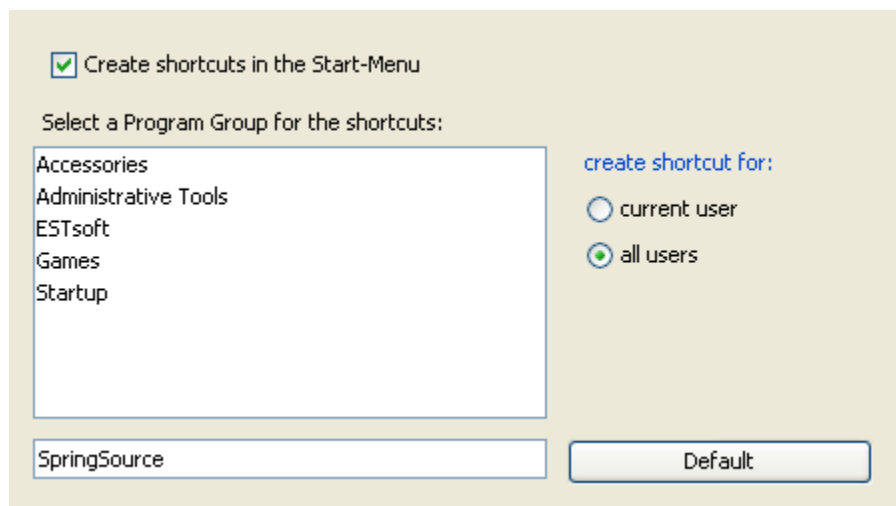 Create shortcuts in the Start-Menu
Select a Program Group for the shortcuts:
Accessories
Administrative Tools
ESTsoft
Games
Startup
create shortcut for:
current user
all users
SpringSource
Default